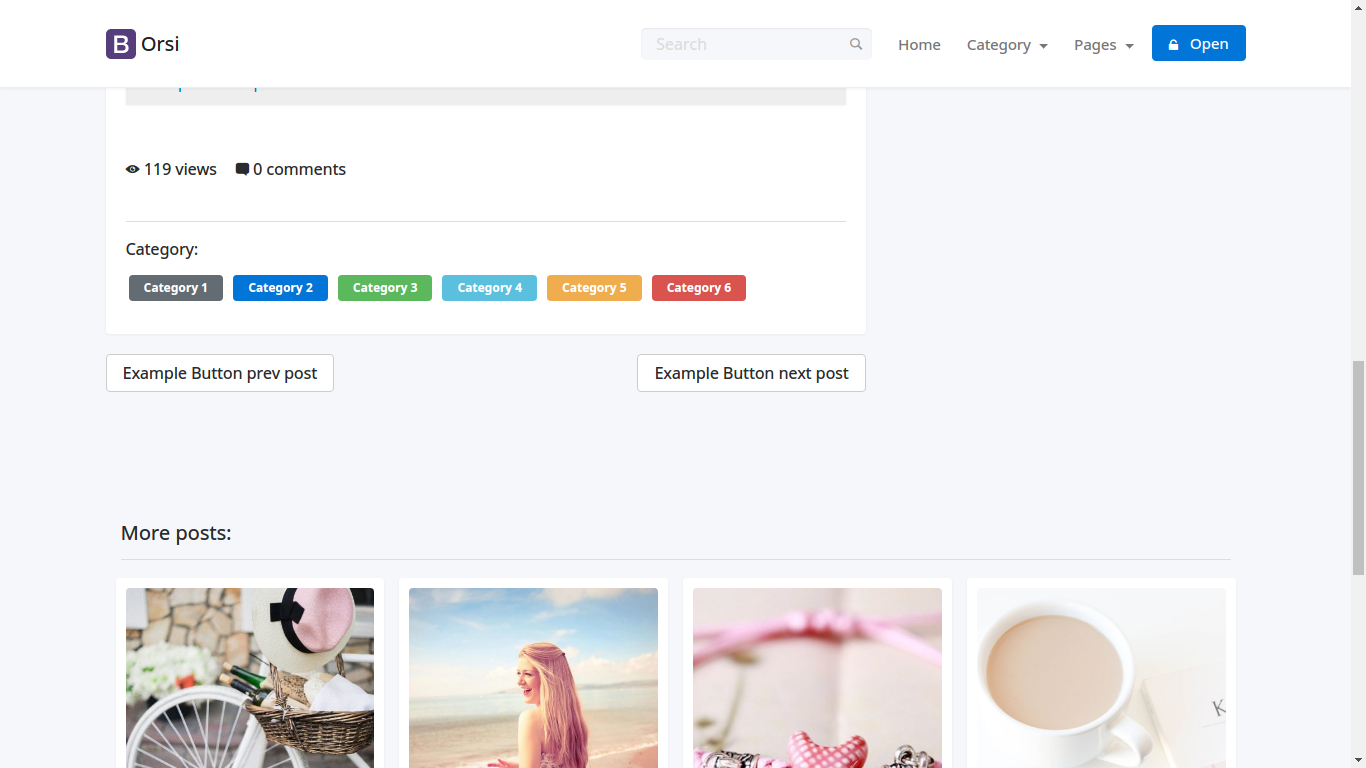 B Orsi
Search
Home
Category
Pages
Open
119 views
0 comments
Category:
Category 1
Category 2
Category 3
Category 4
Category 5
Category 6
Example Button prev post
Example Button next post
More posts:
K